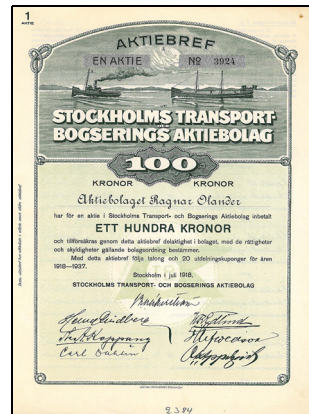 1
AKTIE
AKTIEBREF
EN AKTIE № 3924
STOCKHOLMS TRANSPORT-
BOGSERINGS AKTIEBOLAG
100
KRONOR KRONOR
Aktiebolaget Ragnar Olander
har för en aktie i Stockholms Transport- och Bogserings Aktiebolag inbetalt
ETT HUNDRA KRONOR
och tillförsäkras genom detta aktiebref delaktighet i bolaget, med de rättigheter
och skyldigheter gällande bolagsordning bestämmer.
Med detta aktiebref följa talong och 20 utdelningskuponger för åren
1918—1937.
Stockholm i juli 1918.
STOCKHOLMS TRANSPORT- OCH BOGSERINGS AKTIEBOLAG
Carl Dahlin
2384